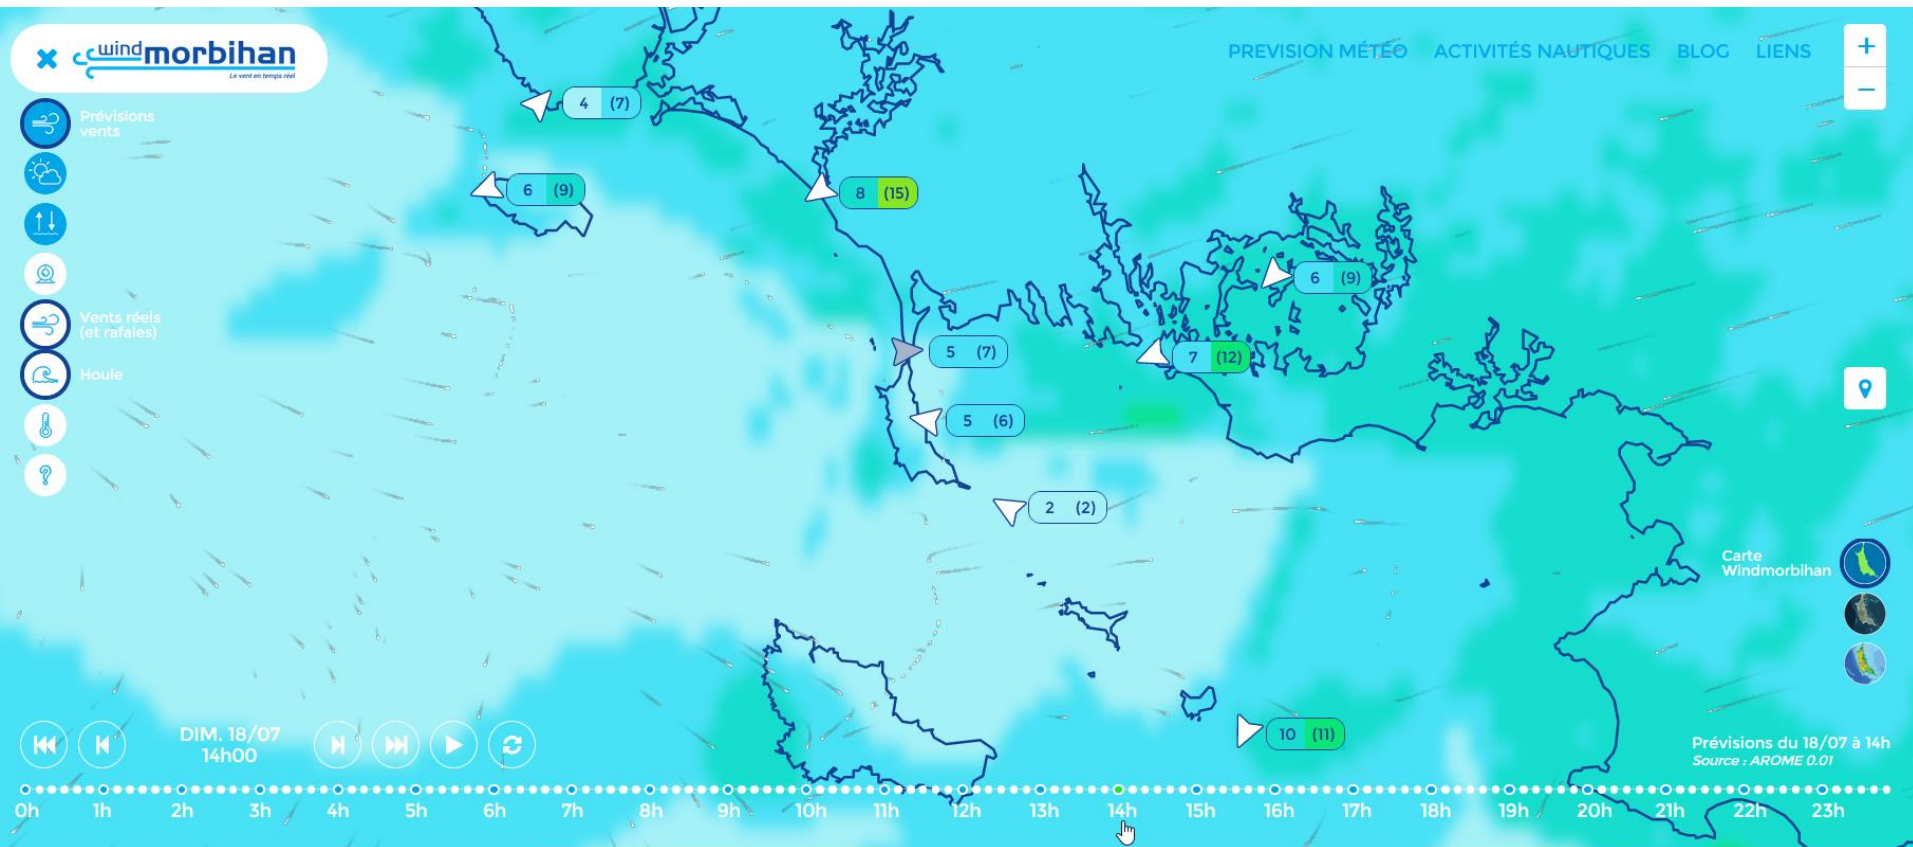 windmorbihan
Le vent en temps réel
PREVISION MÉTÉO ACTIVITÉS NAUTIQUES BLOG LIENS
+
−
Prévisions
vents
4 (7)
6 (9)
8 (15)
6 (9)
Vents réels
(et rafales)
5 (7)
7 (12)
Houle
5 (6)
?
2 (2)
Carte
Windmorbihan
10 (11)
DIM. 18/07
14h00
Prévisions du 18/07 à 14h
Source : AROME 0.01
0h 1h 2h 3h 4h 5h 6h 7h 8h 9h 10h 11h 12h 13h 14h 15h 16h 17h 18h 19h 20h 21h 22h 23h